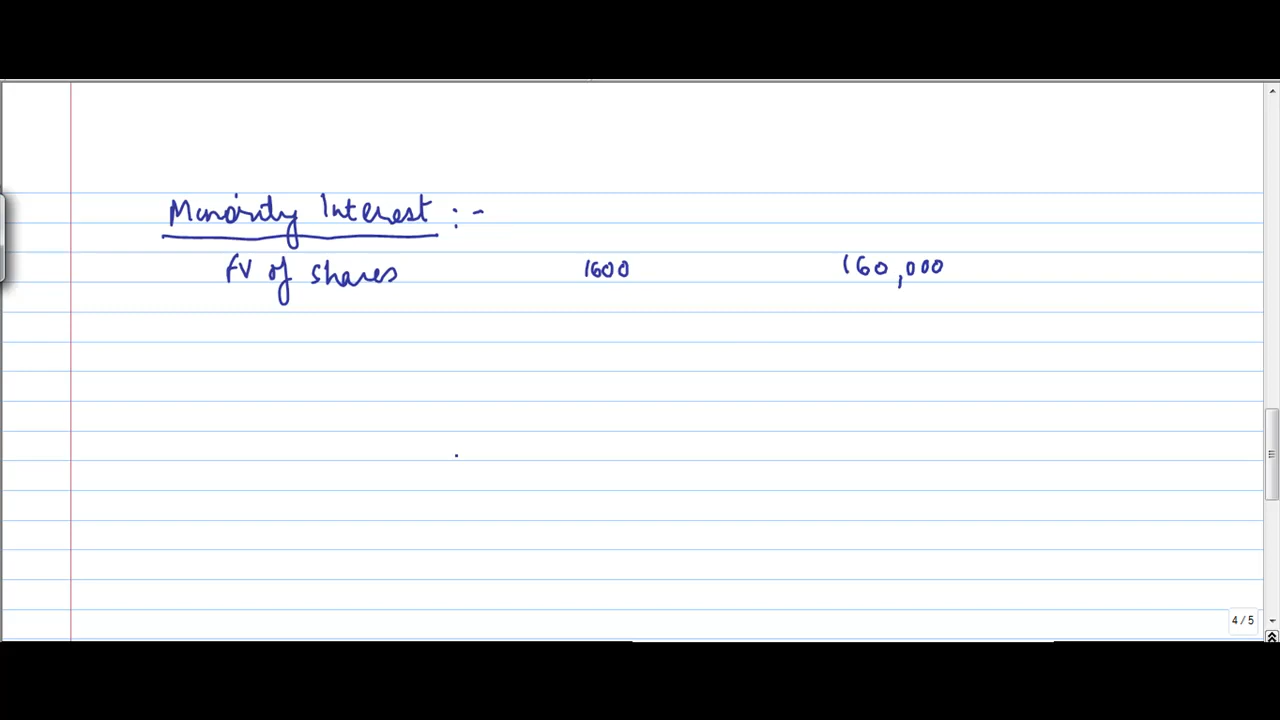 Minority Interest :-
FV of shares 1600 160,000
4 / 5